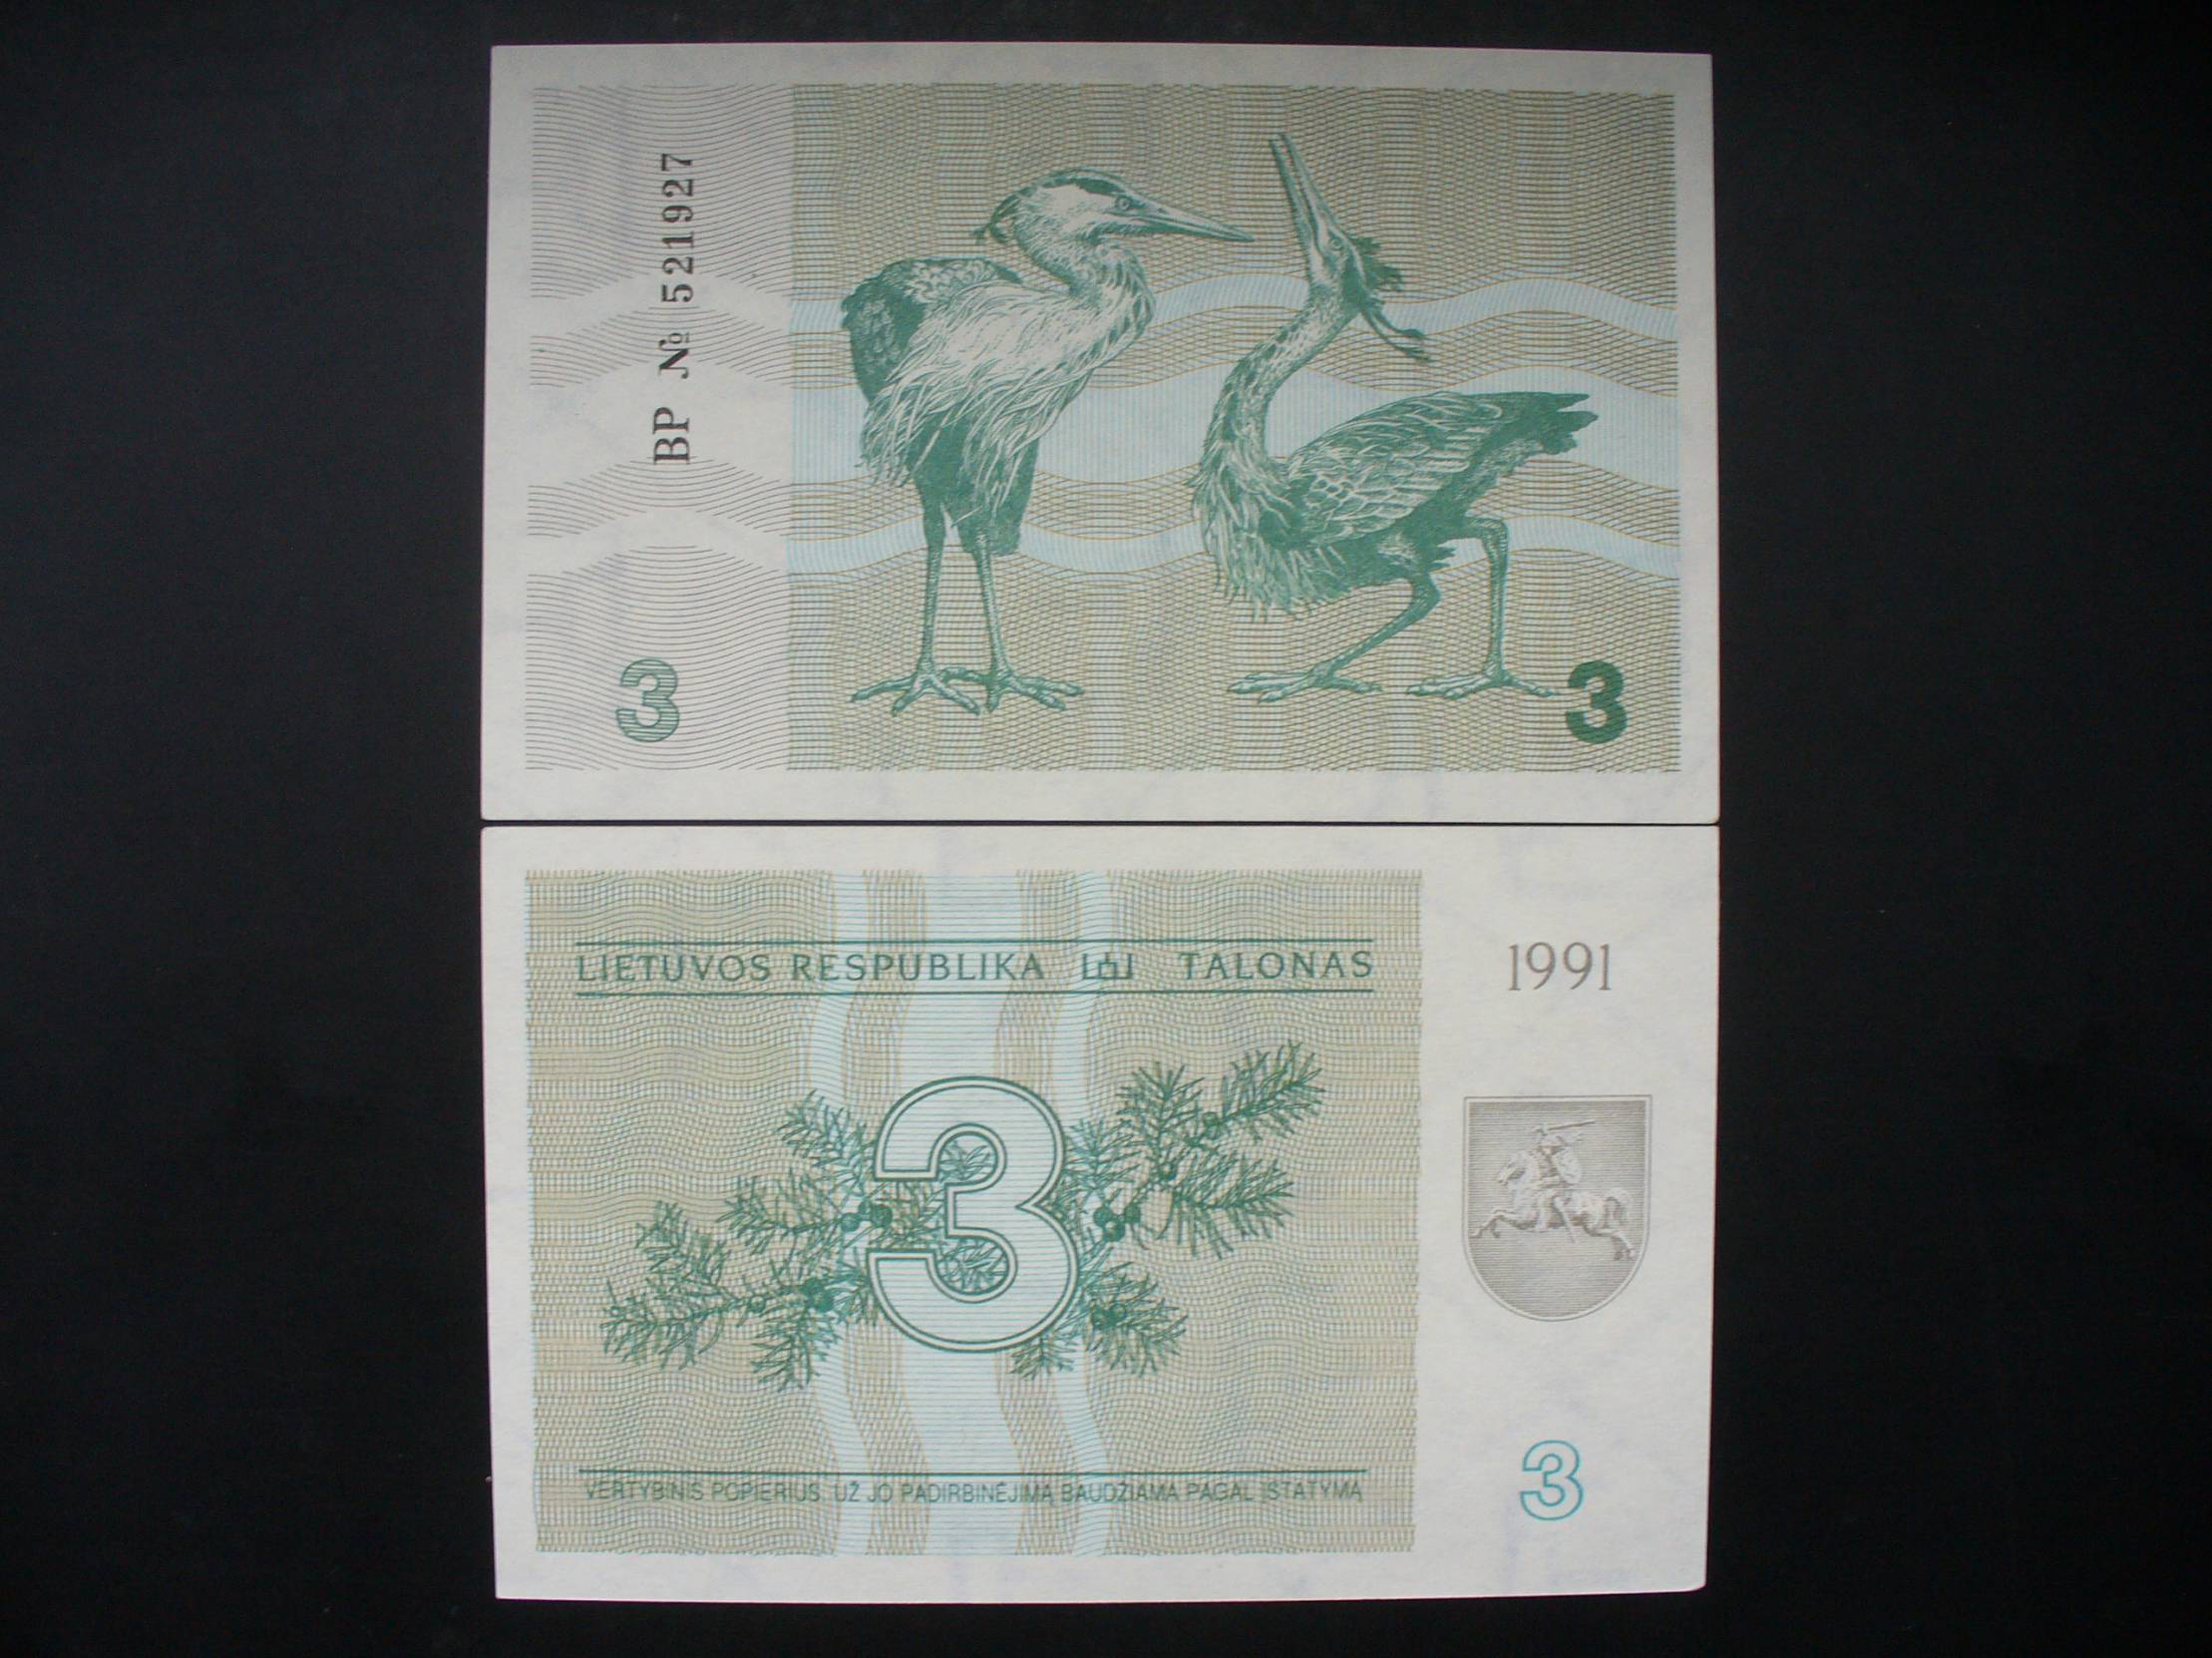 BP № 521927
3
3
LIETUVOS RESPUBLIKA TALONAS
1991
3
VERTYBINIS POPIERIUS. UŽ JO PADIRBINĖJIMĄ BAUDŽIAMA PAGAL ĮSTATYMĄ
3